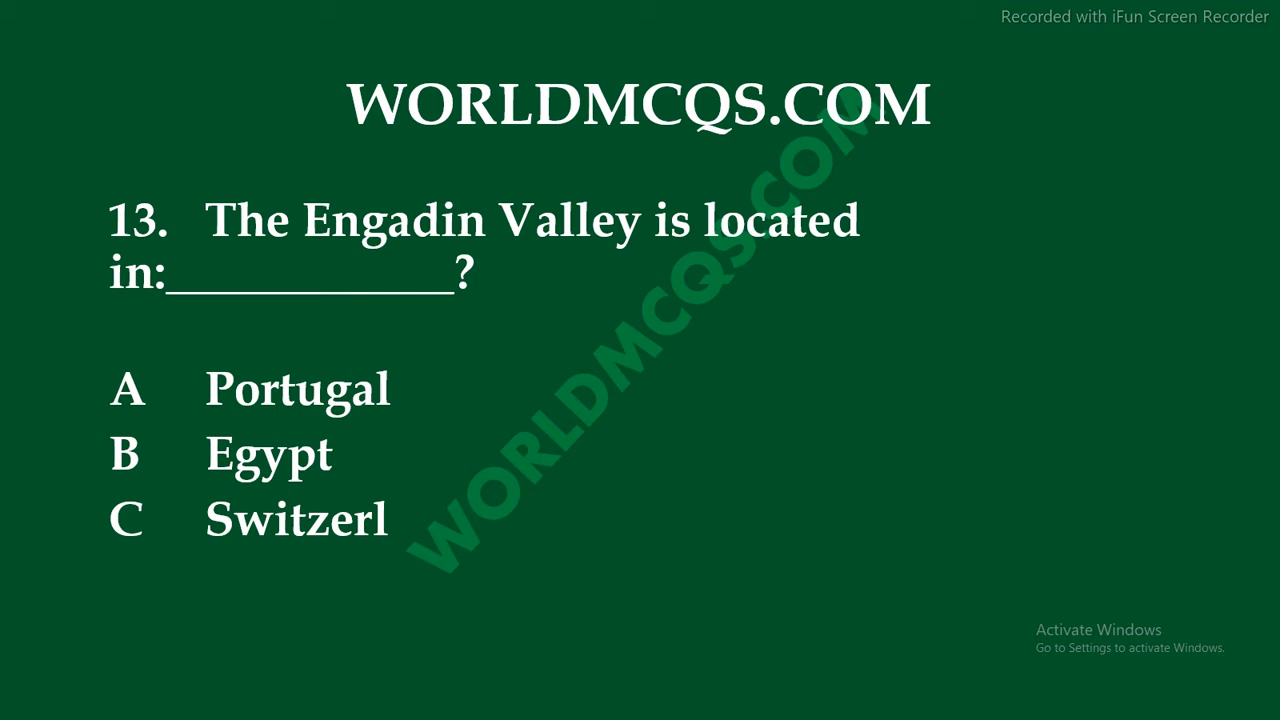 Recorded with iFun Screen Recorder
WORLDMCQS.COM
13. The Engadin Valley is located
in:_____________?
A Portugal
B Egypt
C Switzerl
WORLDMCQS.COM
Activate Windows
Go to Settings to activate Windows.